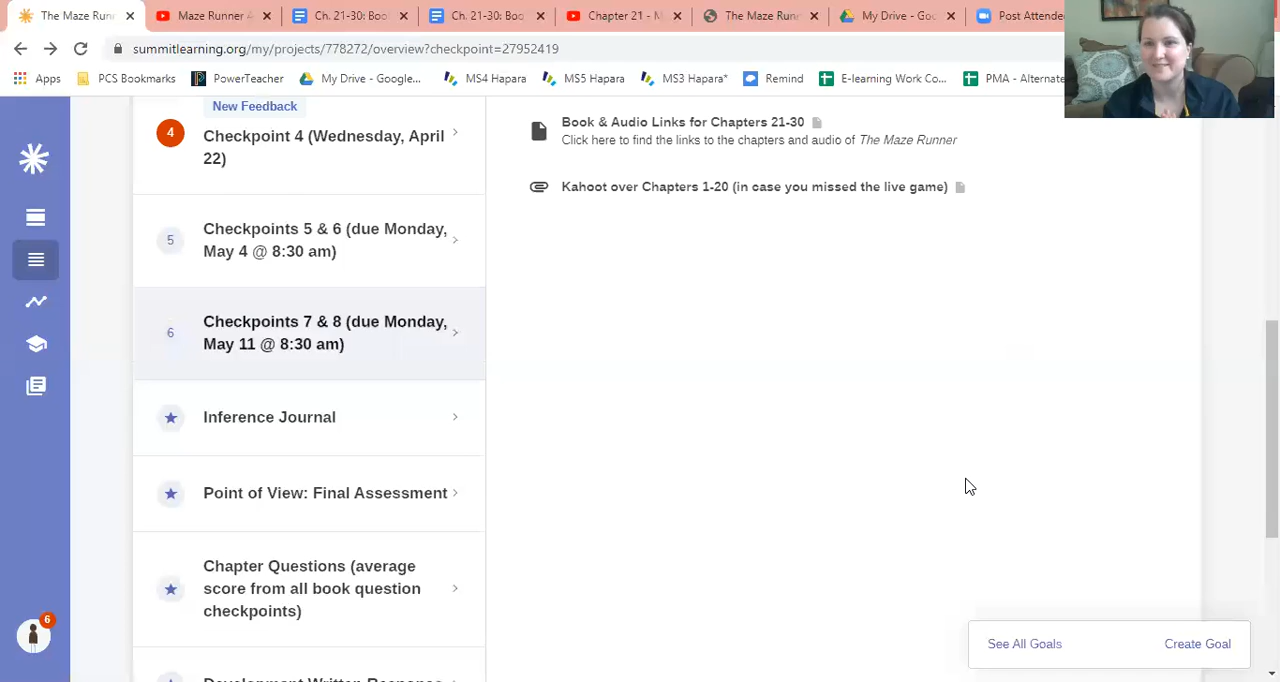 The Maze Run
Maze Runner A
Ch. 21-30: Boo
Ch. 21-30: Boo
Chapter 21 - M
The Maze Run
My Drive - Goo
Post Attende
summitlearning.org/my/projects/778272/overview?checkpoint=27952419
Apps
PCS Bookmarks
PowerTeacher
My Drive - Google...
MS4 Hapara
MS5 Hapara
MS3 Hapara*
Remind
E-learning Work Co...
PMA - Alternate
New Feedback
4
Checkpoint 4 (Wednesday, April
22)
5
Checkpoints 5 & 6 (due Monday,
May 4 @ 8:30 am)
6
Checkpoints 7 & 8 (due Monday,
May 11 @ 8:30 am)
Inference Journal
Point of View: Final Assessment
Chapter Questions (average
score from all book question
checkpoints)
Development Written Response
Book & Audio Links for Chapters 21-30
Click here to find the links to the chapters and audio of The Maze Runner
Kahoot over Chapters 1-20 (in case you missed the live game)
6
See All Goals
Create Goal